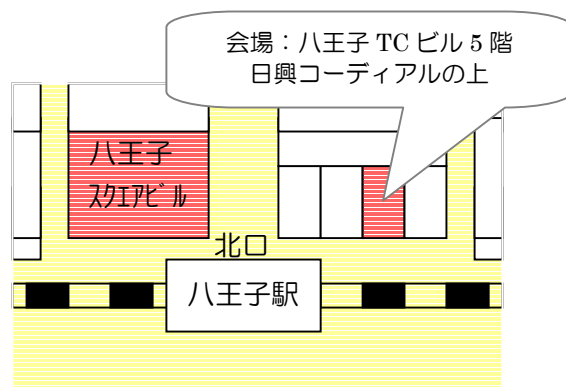 会場：八王子 TC ビル 5 階
日興コーディアルの上
八王子
スクエアビル
北口
八王子駅